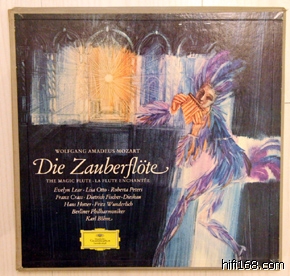 WOLFGANG AMADEUS MOZART
Die Zauberflöte
THE MAGIC FLUTE · LA FLUTE ENCHANTÉE
Evelyn Lear · Lisa Otto · Roberta Peters
Franz Crass · Dietrich Fischer-Dieskau
Hans Hotter · Fritz Wunderlich
Berliner Philharmoniker
Karl Böhm
hifi168.com